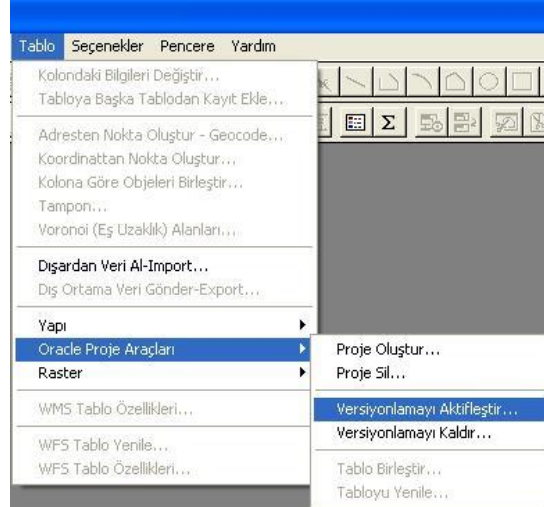 Tablo Seçenekler Pencere Yardım
Kolondaki Bilgileri Değiştir...
Tabloya Başka Tablodan Kayıt Ekle...
Adresten Nokta Oluştur - Geocode...
Koordinattan Nokta Oluştur...
Kolona Göre Objeleri Birleştir...
Tampon...
Voronoi (Eş Uzaklık) Alanları...
Dışardan Veri Al-Import...
Dış Ortama Veri Gönder-Export...
Yapı
Oracle Proje Araçları
Raster
WMS Tablo Özellikleri...
WFS Tablo Yenile...
WFS Tablo Özellikleri...
Proje Oluştur...
Proje Sil...
Versiyonlamayı Aktifleştir...
Versiyonlamayı Kaldır...
Tablo Birleştir...
Tabloyu Yenile...